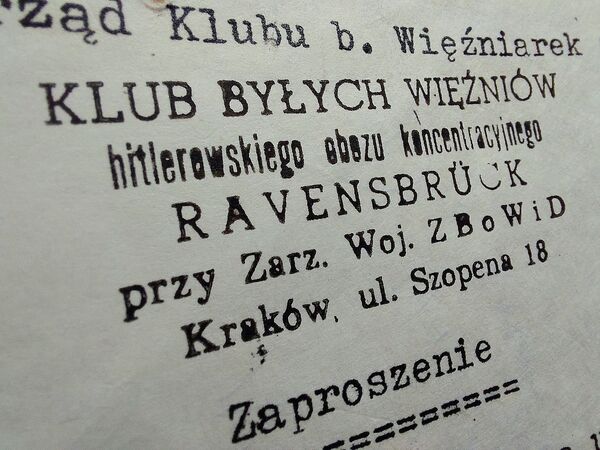 rząd Klubu b. Więźniarek
KLUB BYŁYCH WIĘŹNIÓW
hitlerowskiego obozu koncentracyjnego
RAVENSBRÜCK
przy Zarz. Woj. ZBoWiD
Kraków, ul. Szopena 18
Zaproszenie
==========